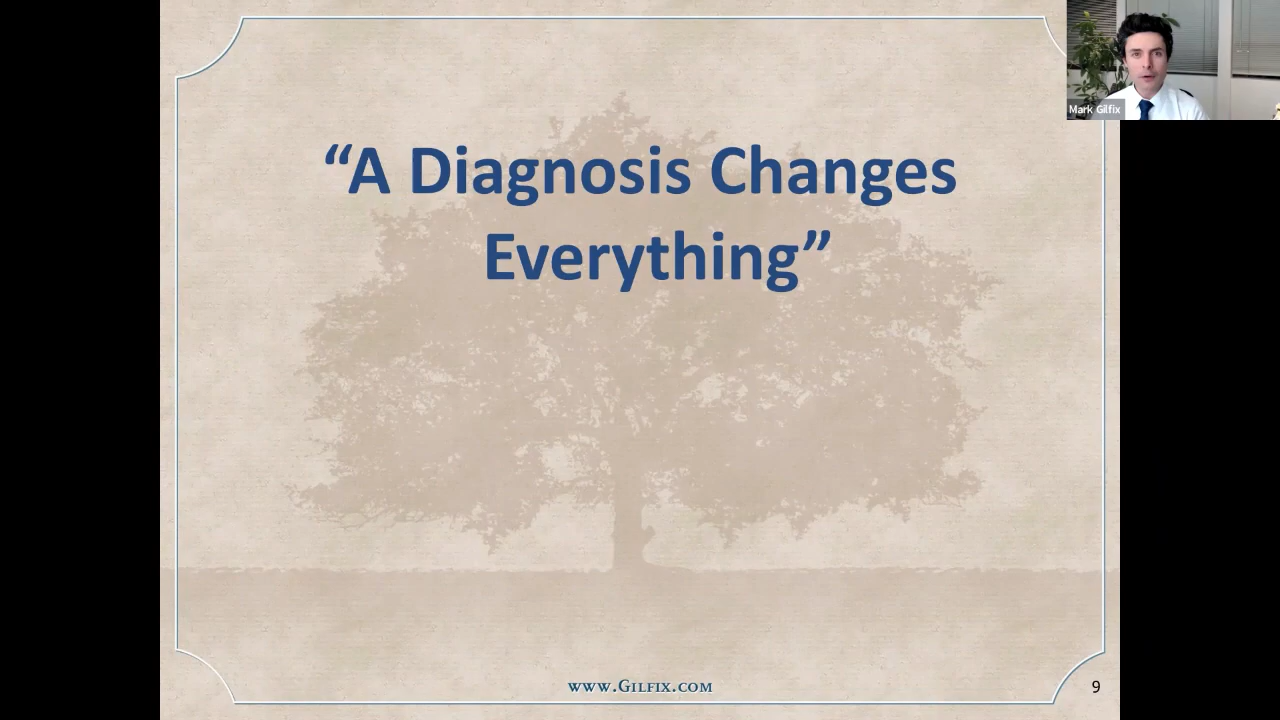 “A Diagnosis Changes
Everything”
Mark Gilfix
www.Gilfix.com
9